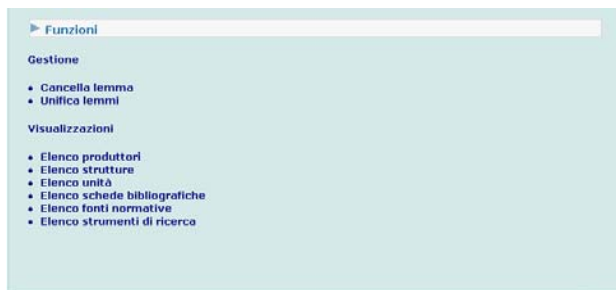 Funzioni
Gestione
• Cancella lemma
• Unifica lemmi
Visualizzazioni
• Elenco produttori
• Elenco strutture
• Elenco unità
• Elenco schede bibliografiche
• Elenco fonti normative
• Elenco strumenti di ricerca